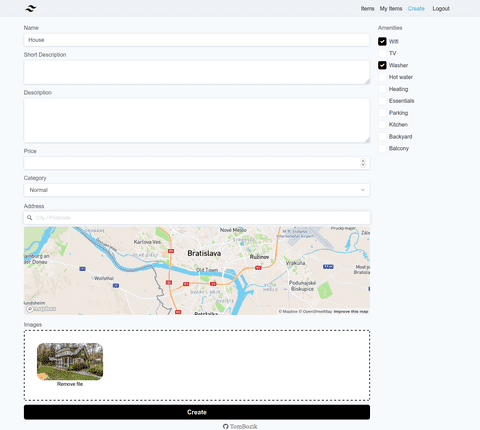 Items My Items Create Logout
Name
House
Short Description
Description
Price
Category
Normal
Address
City / Postcode
Nové Mesto
Karlova Ves
Bratislava
Ružinov
Old Town
Vrakuňa
Wolfsthal
Podunajské
Biskupice
Petržalka
mapbox
© Mapbox © OpenStreetMap Improve this map
Images
Remove file
Create
TomBozik
Amenities
Wifi
TV
Washer
Hot water
Heating
Essentials
Parking
Kitchen
Backyard
Balcony